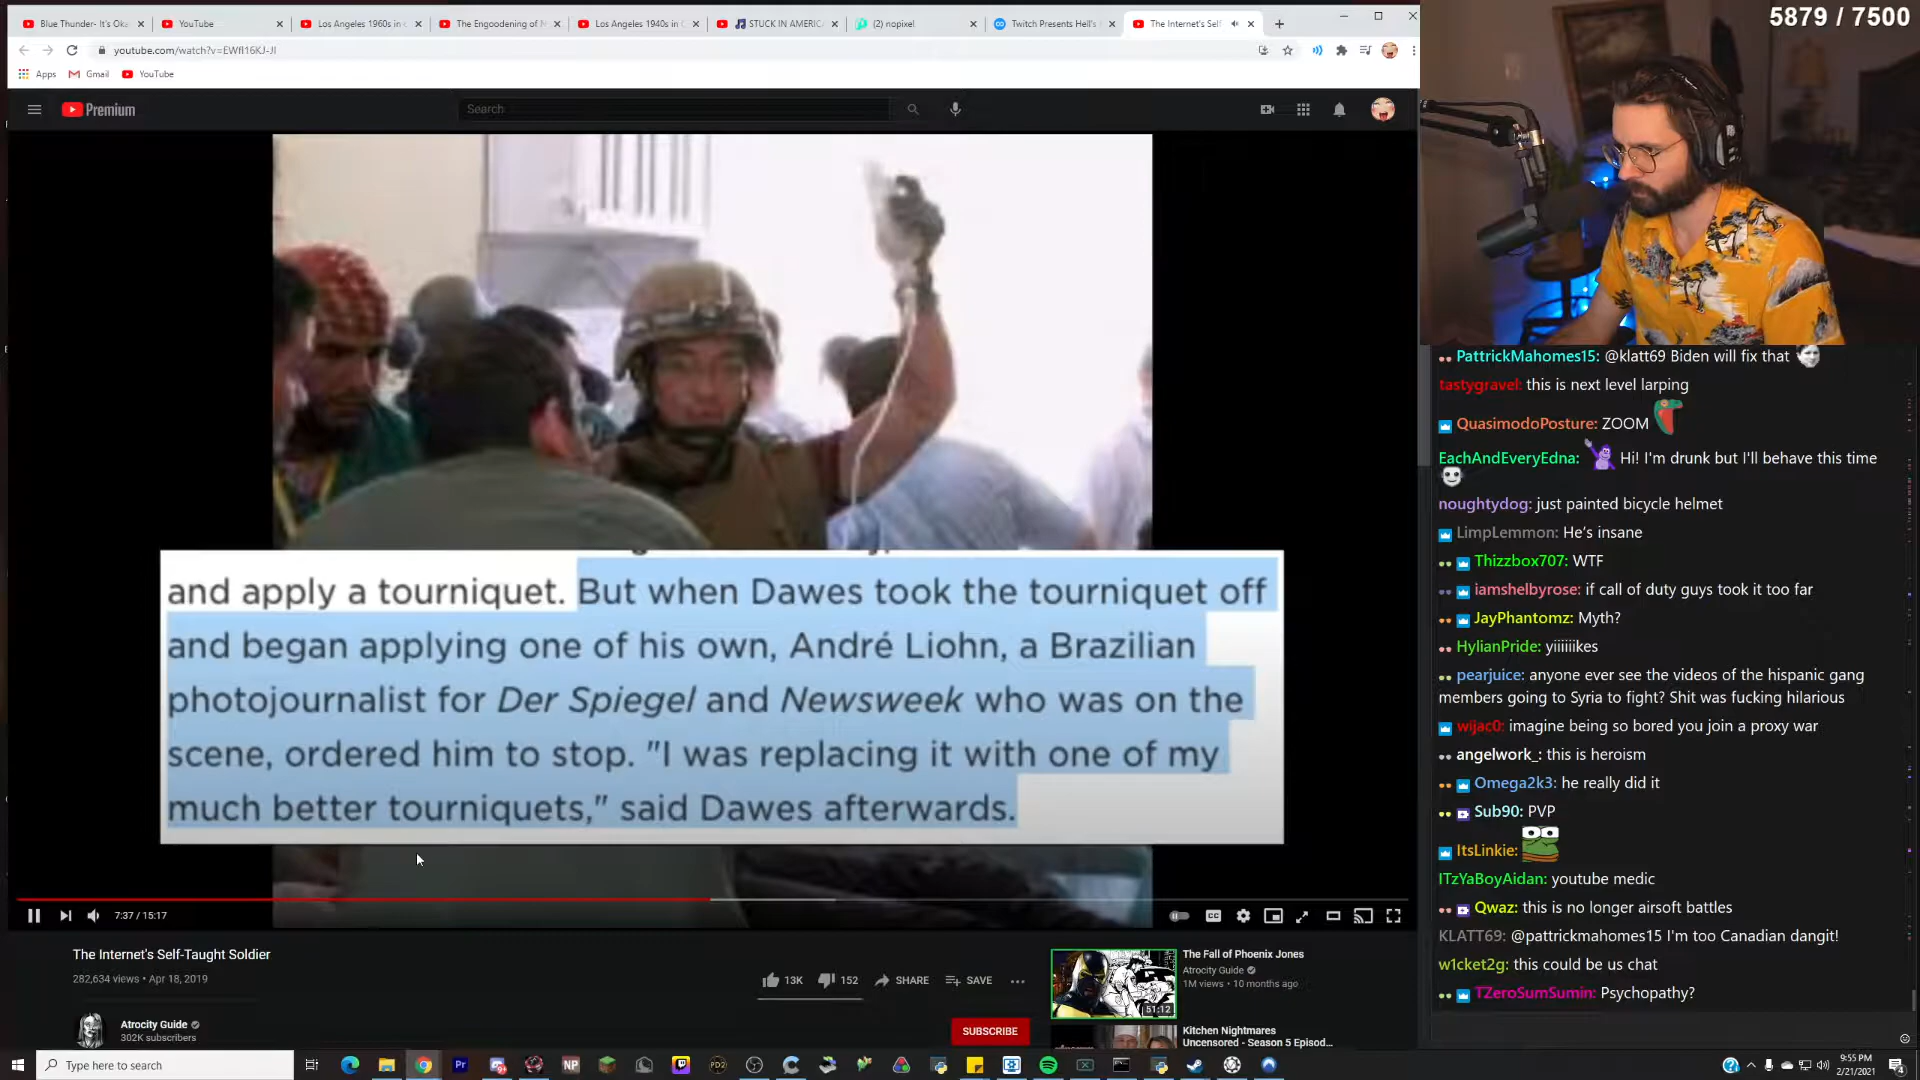 Blue Thunder- It's Oka
YouTube
Los Angeles 1960s in c
The Engoodening of M
Los Angeles 1940s in C
STUCK IN AMERICA
(2) nopixel
Twitch Presents Hell's K
The Internet's Self
5879 / 7500
youtube.com/watch?v=EWfI16KJ-JI
Apps
Gmail
YouTube
Premium
Search
and apply a tourniquet. But when Dawes took the tourniquet off
and began applying one of his own, André Liohn, a Brazilian
photojournalist for Der Spiegel and Newsweek who was on the
scene, ordered him to stop. "I was replacing it with one of my
much better tourniquets," said Dawes afterwards.
7:37 / 15:17
CC
The Internet's Self-Taught Soldier
282,634 views • Apr 18, 2019
13K
152
SHARE
SAVE
Atrocity Guide
302K subscribers
SUBSCRIBE
The Fall of Phoenix Jones
Atrocity Guide
1M views • 10 months ago
51:12
Kitchen Nightmares
Uncensored - Season 5 Episod...
PattrickMahomes15: @klatt69 Biden will fix that
tastygravel: this is next level larping
QuasimodoPosture: ZOOM
EachAndEveryEdna: Hi! I'm drunk but I'll behave this time
noughtydog: just painted bicycle helmet
LimpLemmon: He's insane
Thizzbox707: WTF
iamshelbyrose: if call of duty guys took it too far
JayPhantomz: Myth?
HylianPride: yiiiiikes
pearjuice: anyone ever see the videos of the hispanic gang
members going to Syria to fight? Shit was fucking hilarious
wijac0: imagine being so bored you join a proxy war
angelwork_: this is heroism
Omega2k3: he really did it
Sub90: PVP
ItsLinkie:
ITzYaBoyAidan: youtube medic
Qwaz: this is no longer airsoft battles
KLATT69: @pattrickmahomes15 I'm too Canadian dangit!
w1cket2g: this could be us chat
TZeroSumSumin: Psychopathy?
Type here to search
Pr
NP
PD2
9:55 PM
2/21/2021